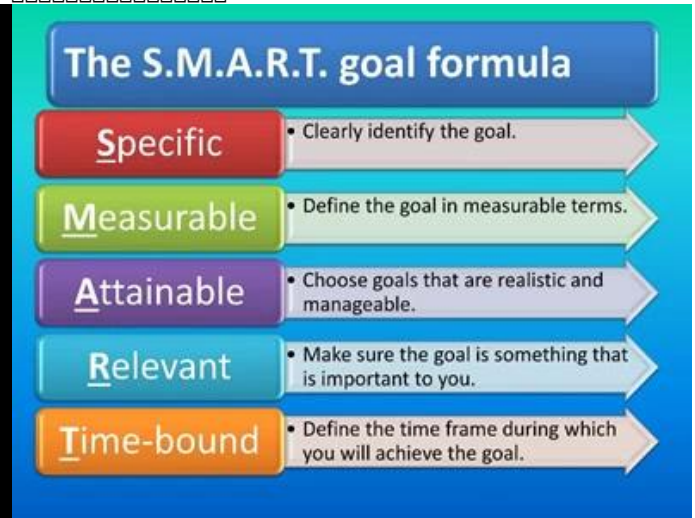 The S.M.A.R.T. goal formula
Specific
• Clearly identify the goal.
Measurable
• Define the goal in measurable terms.
Attainable
• Choose goals that are realistic and
manageable.
Relevant
• Make sure the goal is something that
is important to you.
Time-bound
• Define the time frame during which
you will achieve the goal.